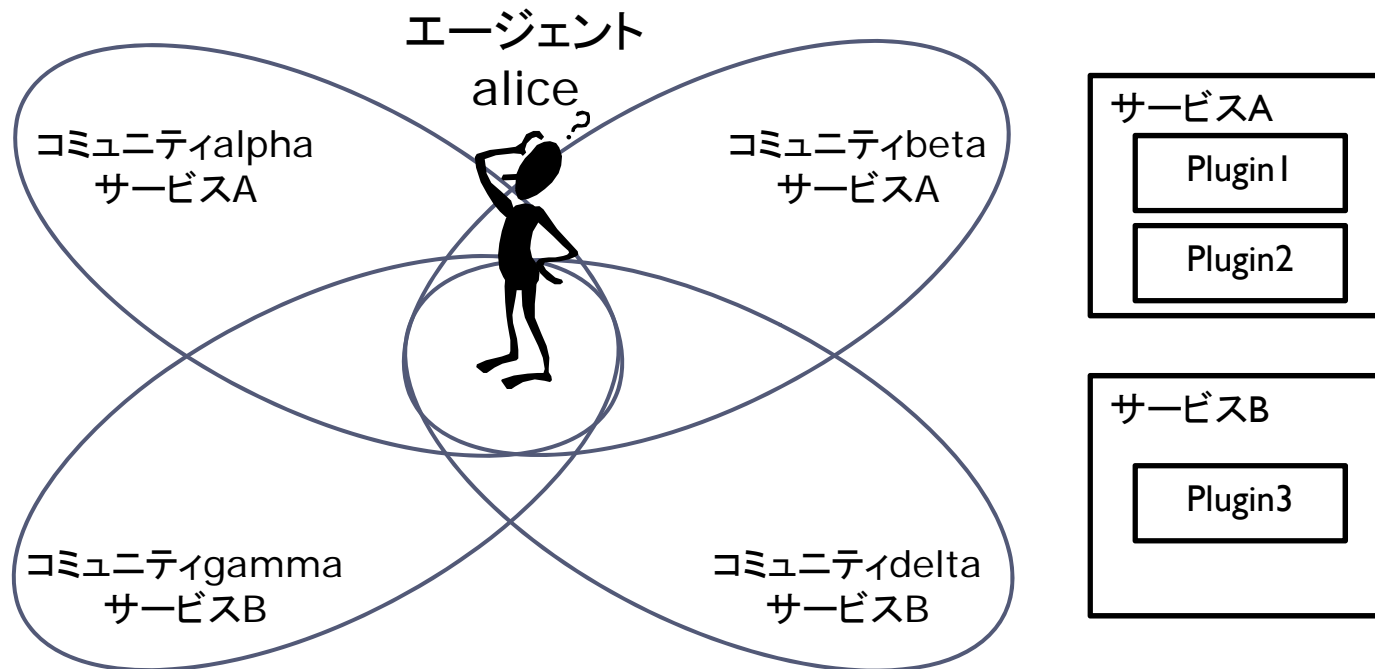 エージェント
alice
?
コミュニティalpha
サービスA
コミュニティbeta
サービスA
コミュニティgamma
サービスB
コミュニティdelta
サービスB
サービスA
Plugin1
Plugin2
サービスB
Plugin3